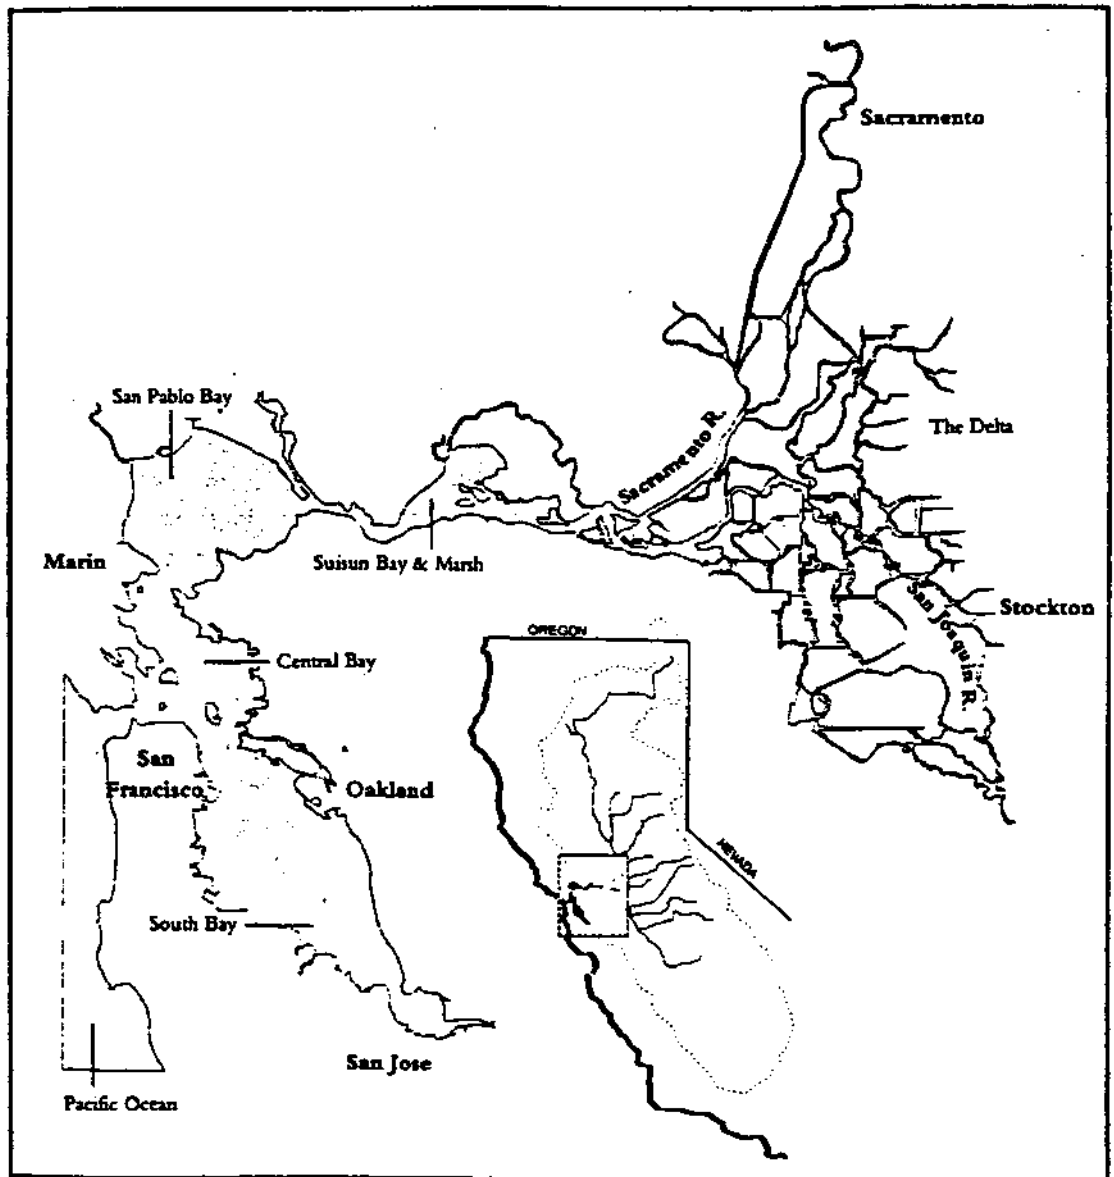 Sacramento
San Pablo Bay
Sacramento R.
The Delta
Marin
Suisun Bay & Marsh
San Joaquin R.
Stockton
OREGON
Central Bay
San
Francisco
Oakland
NEVADA
South Bay
San Jose
Pacific Ocean